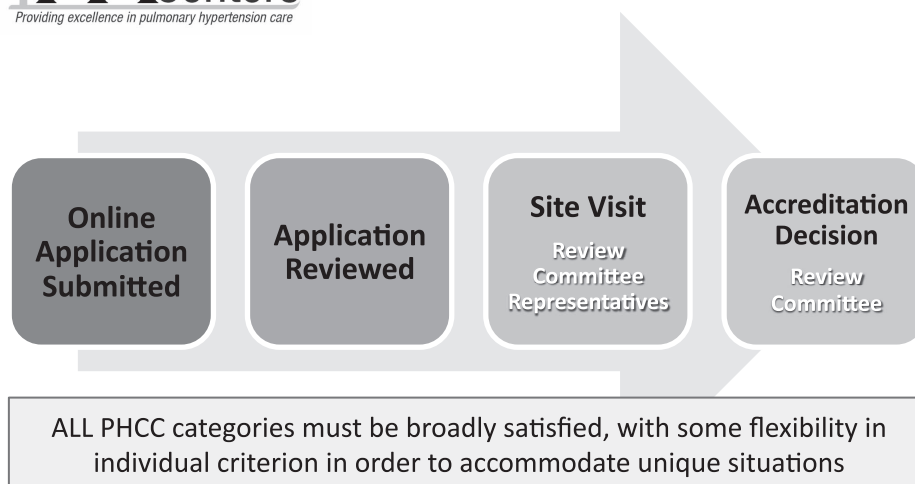 Providing excellence in pulmonary hypertension care
Online
Application
Submitted
Application
Reviewed
Site Visit
Review
Committee
Representatives
Accreditation
Decision
Review
Committee
ALL PHCC categories must be broadly satisfied, with some flexibility in
individual criterion in order to accommodate unique situations